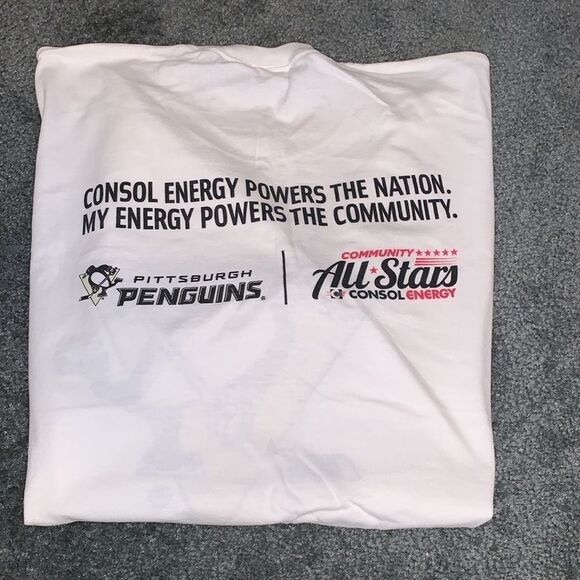 CONSOL ENERGY POWERS THE NATION.
MY ENERGY POWERS THE COMMUNITY.
PITTSBURGH
PENGUINS®
COMMUNITY
All Stars
CONSOL ENERGY